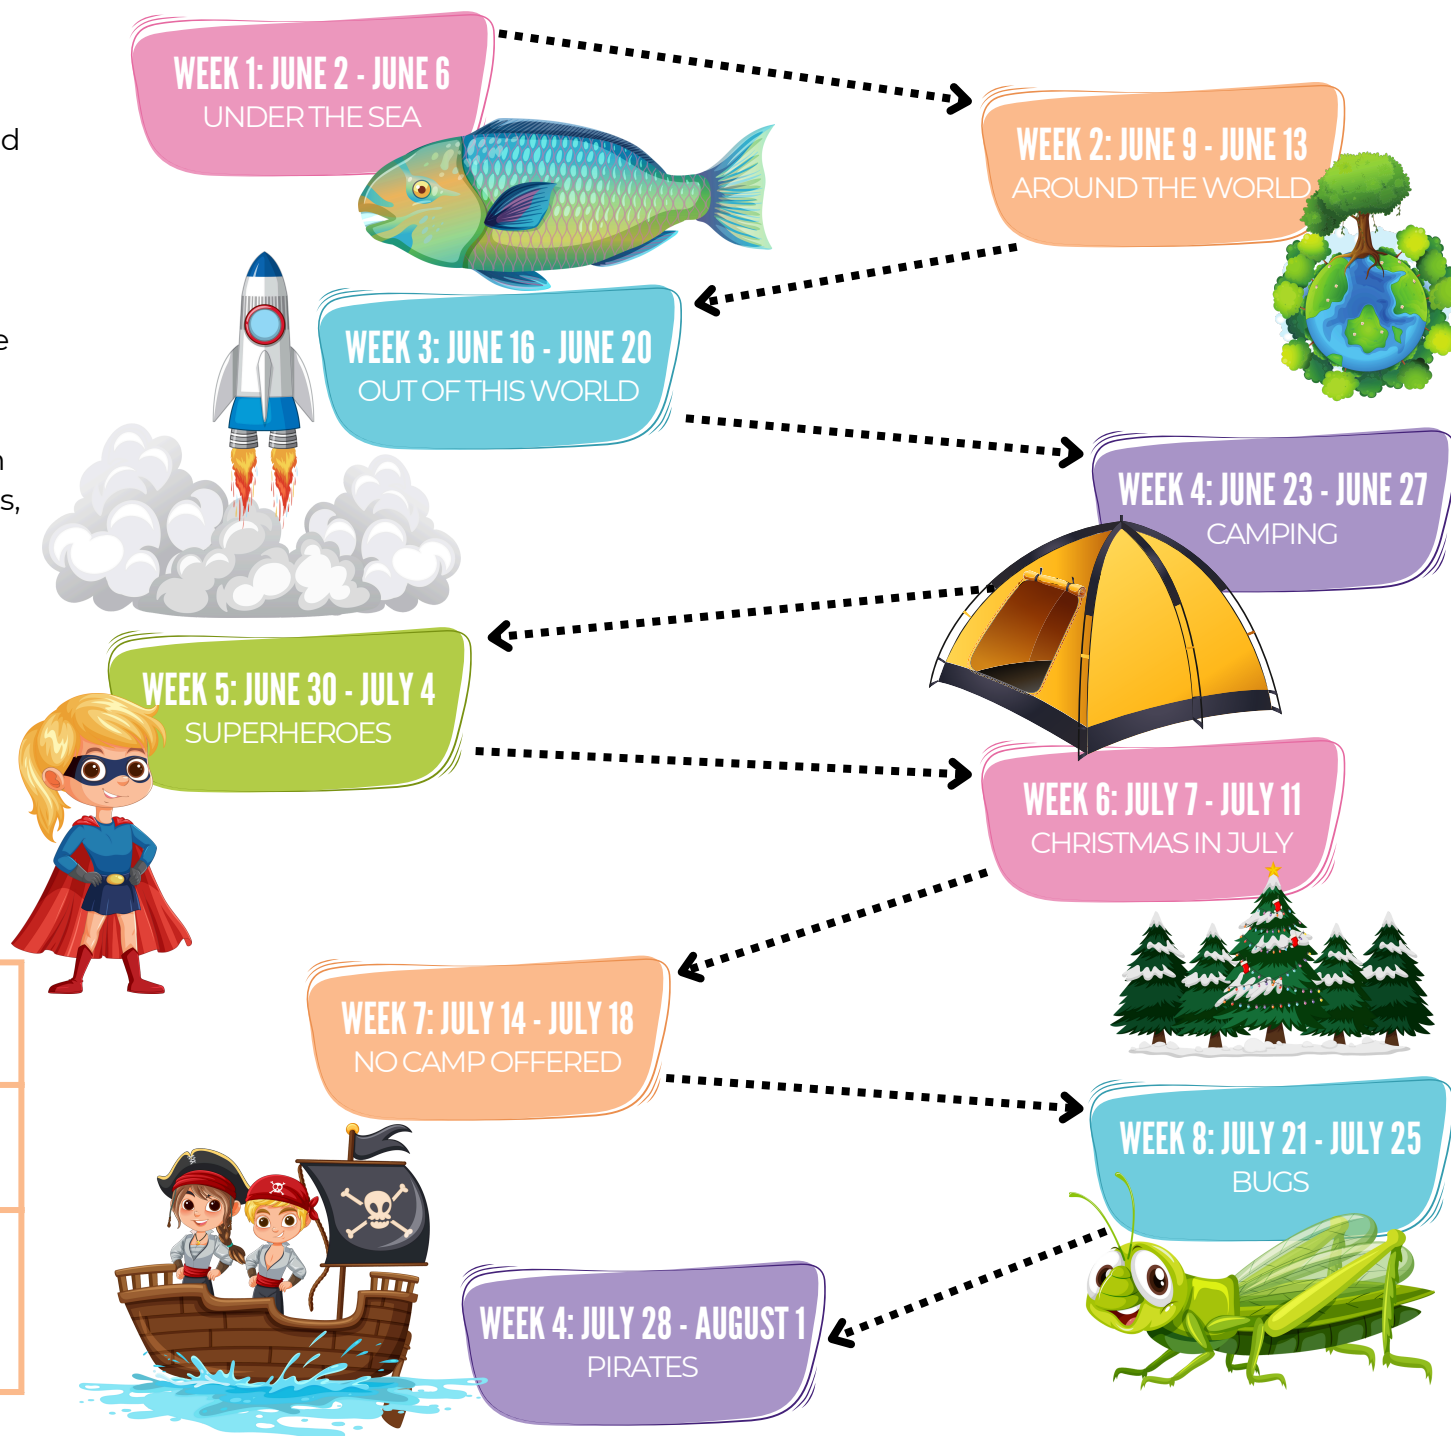 WEEK 1: JUNE 2 - JUNE 6
UNDER THE SEA
WEEK 2: JUNE 9 - JUNE 13
AROUND THE WORLD
WEEK 3: JUNE 16 - JUNE 20
OUT OF THIS WORLD
WEEK 4: JUNE 23 - JUNE 27
CAMPING
WEEK 5: JUNE 30 - JULY 4
SUPERHEROES
WEEK 6: JULY 7 - JULY 11
CHRISTMAS IN JULY
WEEK 7: JULY 14 - JULY 18
NO CAMP OFFERED
WEEK 8: JULY 21 - JULY 25
BUGS
WEEK 4: JULY 28 - AUGUST 1
PIRATES